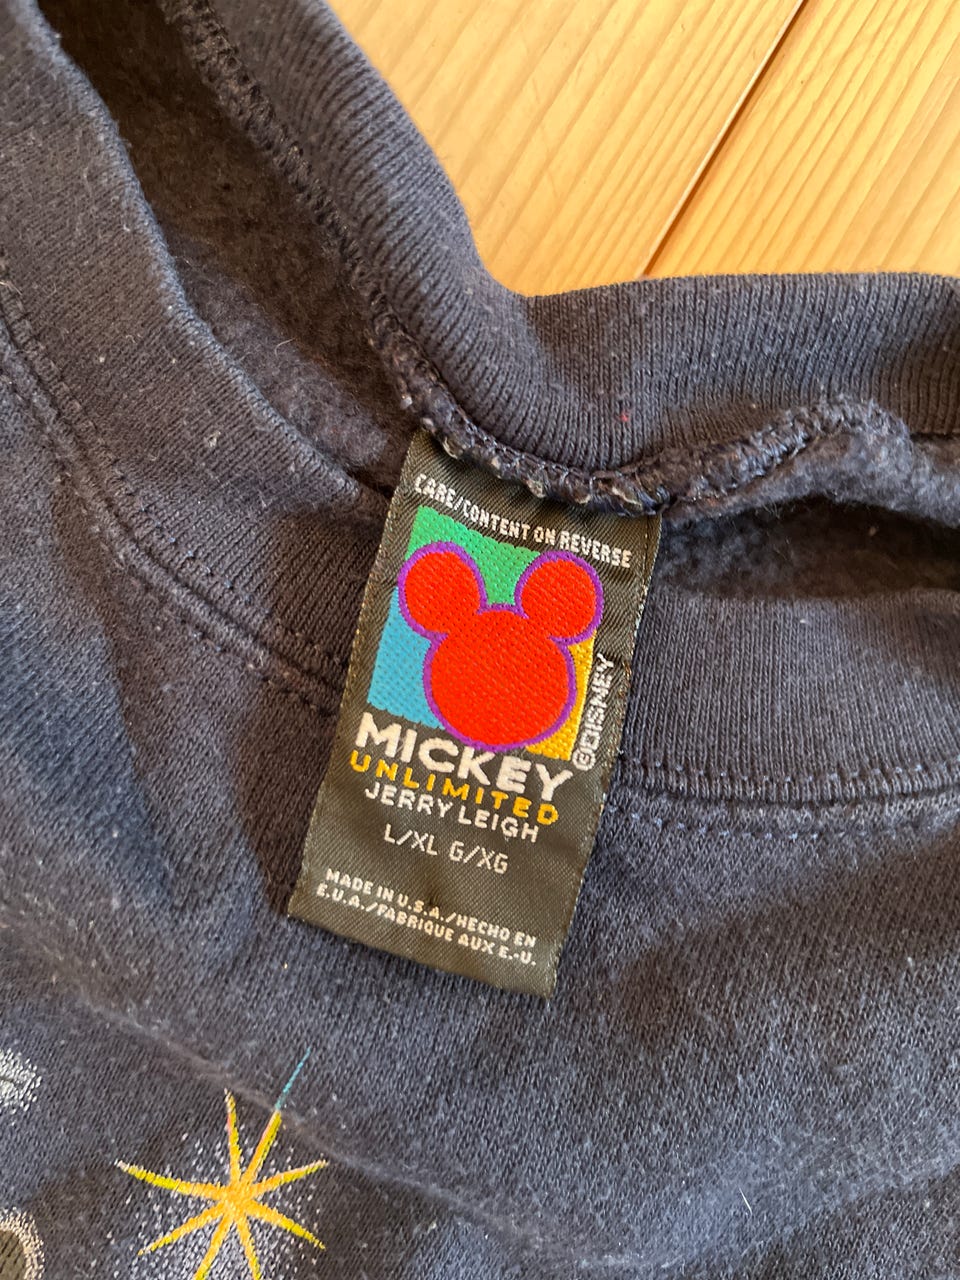 CARE/CONTENT ON REVERSE
©DISNEY
MICKEY
UNLIMITED
JERRY LEIGH
L/XL G/XG
MADE IN U.S.A./HECHO EN
E.U.A./FABRIQUE AUX E.-U.